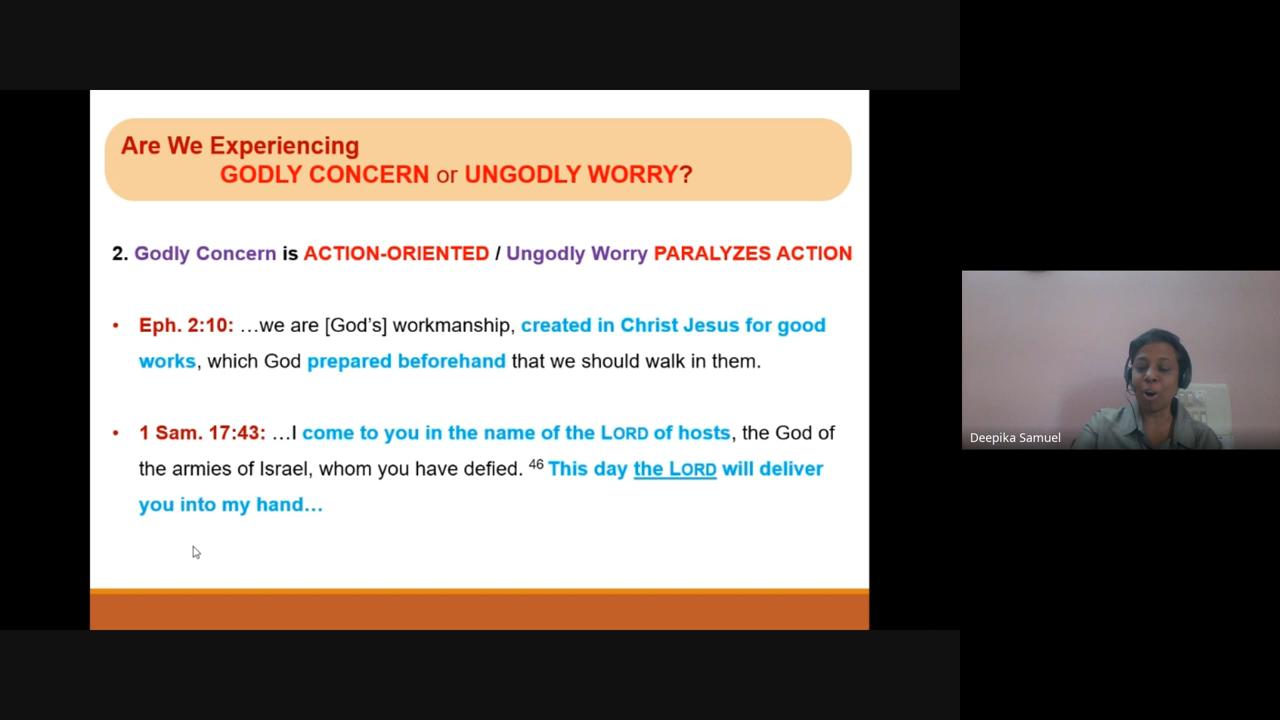 Are We Experiencing
GODLY CONCERN or UNGODLY WORRY?
2. Godly Concern is ACTION-ORIENTED / Ungodly Worry PARALYZES ACTION
• Eph. 2:10: …we are [God’s] workmanship, created in Christ Jesus for good
works, which God prepared beforehand that we should walk in them.
• 1 Sam. 17:43: …I come to you in the name of the LORD of hosts, the God of
the armies of Israel, whom you have defied. 46 This day the LORD will deliver
you into my hand…
Deepika Samuel